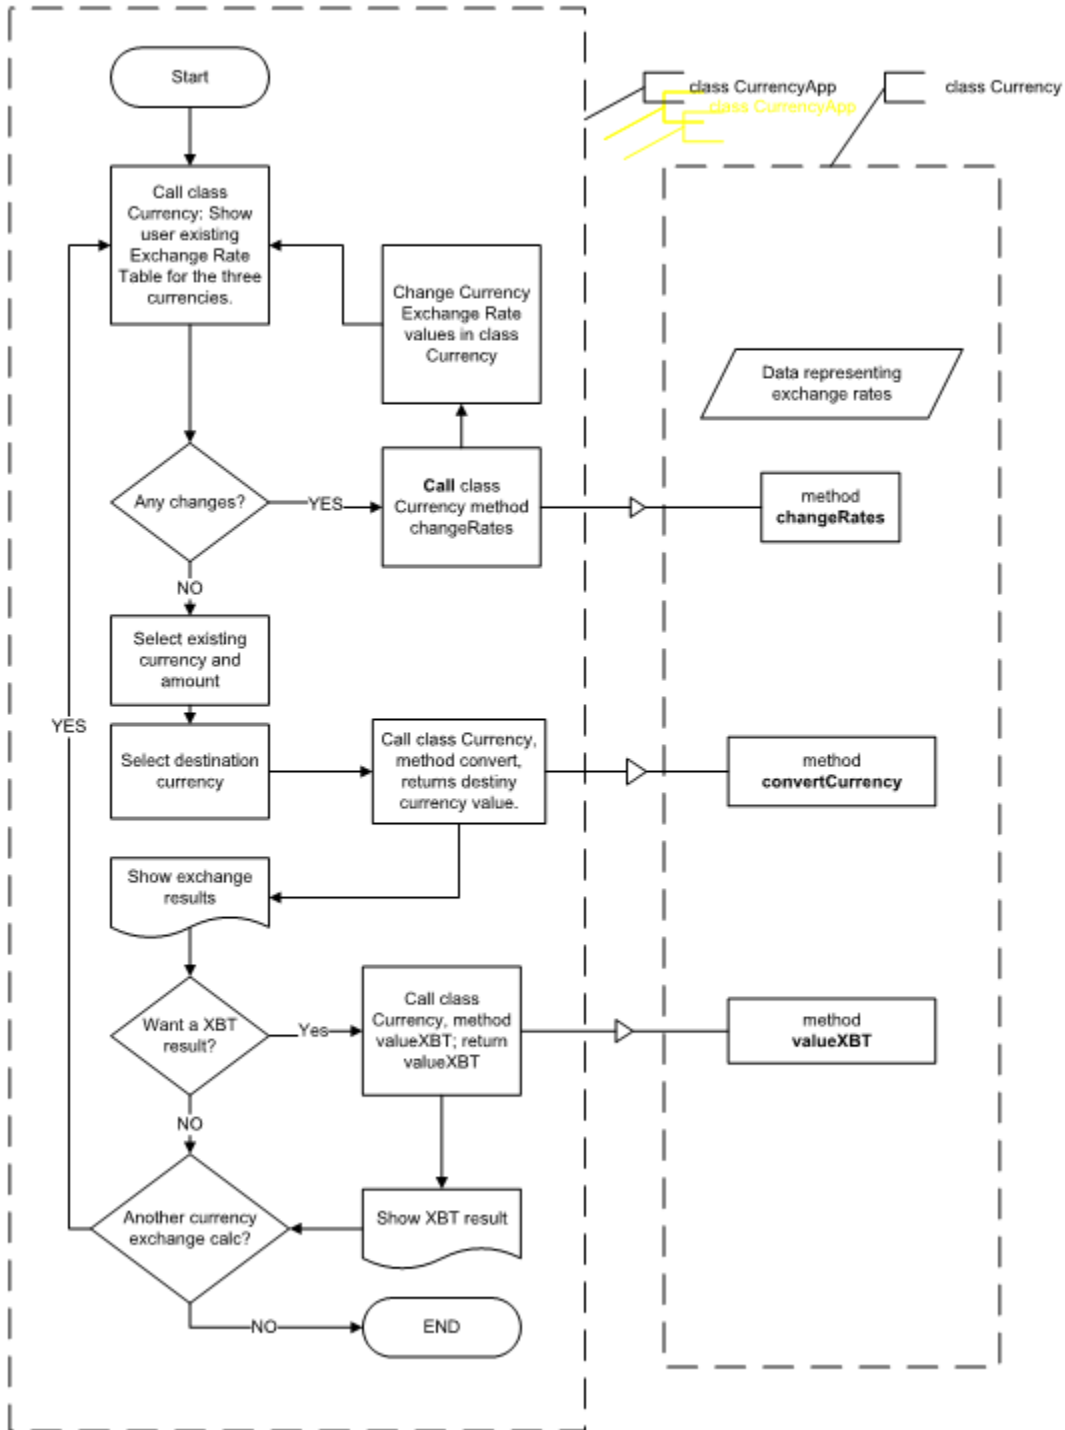 Start
class CurrencyApp
class CurrencyApp
class Currency
Call class
Currency: Show
user existing
Exchange Rate
Table for the three
currencies.
Change Currency
Exchange Rate
values in class
Currency
Data representing
exchange rates
Any changes?
YES
Call class
Currency method
changeRates
method
changeRates
NO
Select existing
currency and
amount
YES
Select destination
currency
Call class Currency,
method convert,
returns destiny
currency value.
method
convertCurrency
Show exchange
results
Want a XBT
result?
Yes
Call class
Currency, method
valueXBT; return
valueXBT
method
valueXBT
NO
Another currency
exchange calc?
Show XBT result
NO
END